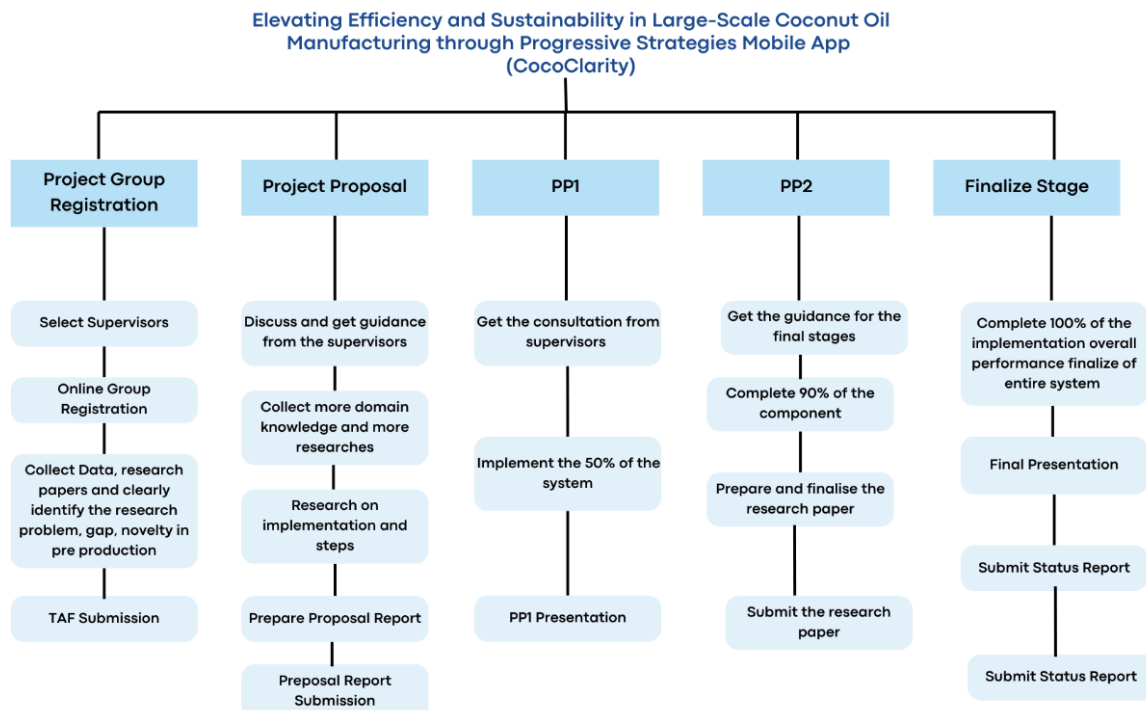 Elevating Efficiency and Sustainability in Large-Scale Coconut Oil
Manufacturing through Progressive Strategies Mobile App
(CocoClarity)
Project Group
Registration
Select Supervisors
Online Group
Registration
Collect Data, research
papers and clearly
identify the research
problem, gap, novelty in
pre production
TAF Submission
Project Proposal
Discuss and get guidance
from the supervisors
Collect more domain
knowledge and more
researches
Research on
implementation and
steps
Prepare Proposal Report
Preposal Report
Submission
PP1
Get the consultation from
supervisors
Implement the 50% of the
system
PP1 Presentation
PP2
Get the guidance for the
final stages
Complete 90% of the
component
Prepare and finalise the
research paper
Submit the research
paper
Finalize Stage
Complete 100% of the
implementation overall
performance finalize of
entire system
Final Presentation
Submit Status Report
Submit Status Report